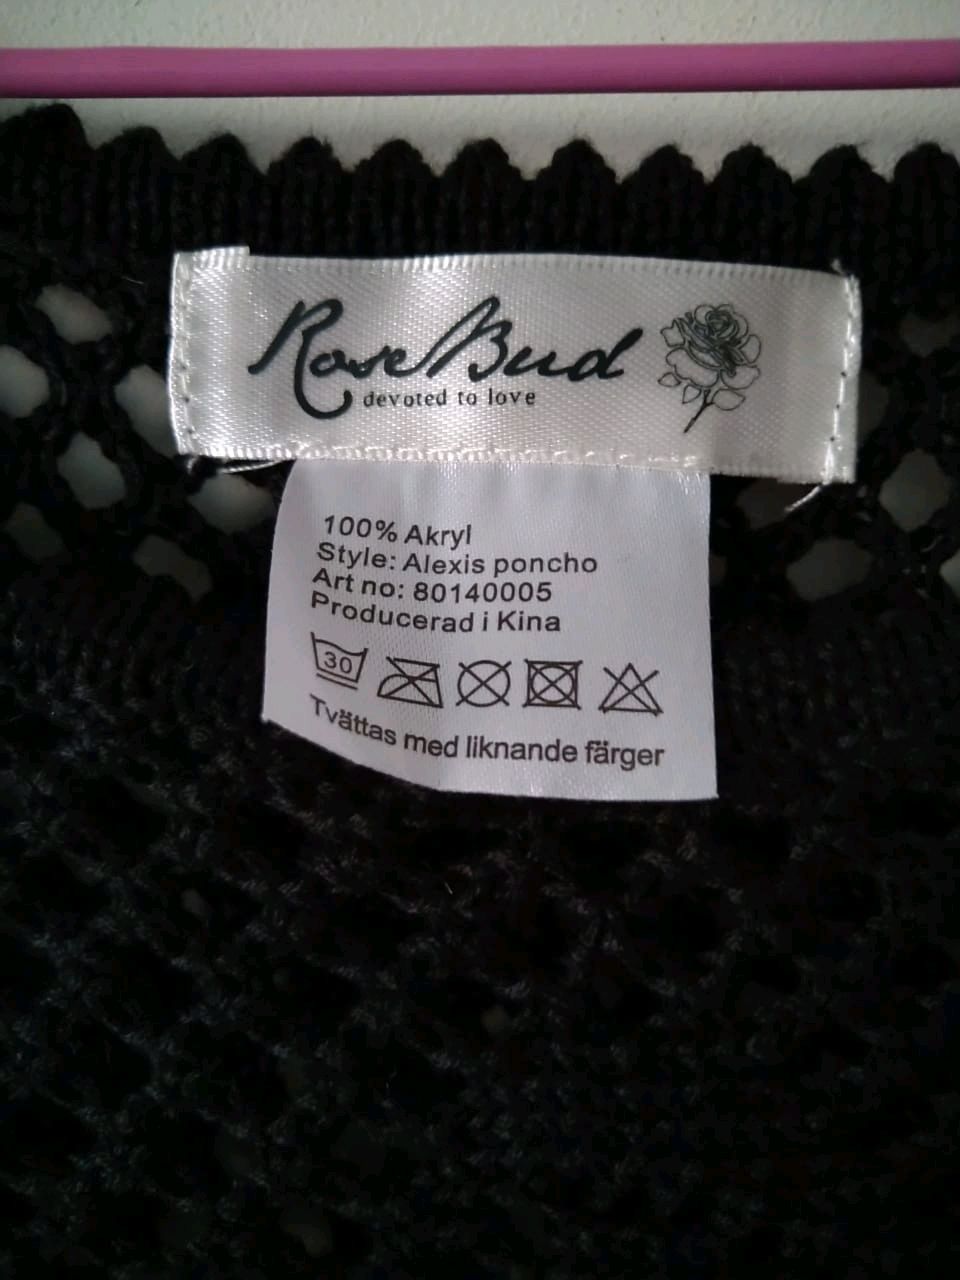 RoseBud
devoted to love
100% Akryl
Style: Alexis poncho
Art no: 80140005
Producerad i Kina
30
Tvättas med liknande färger